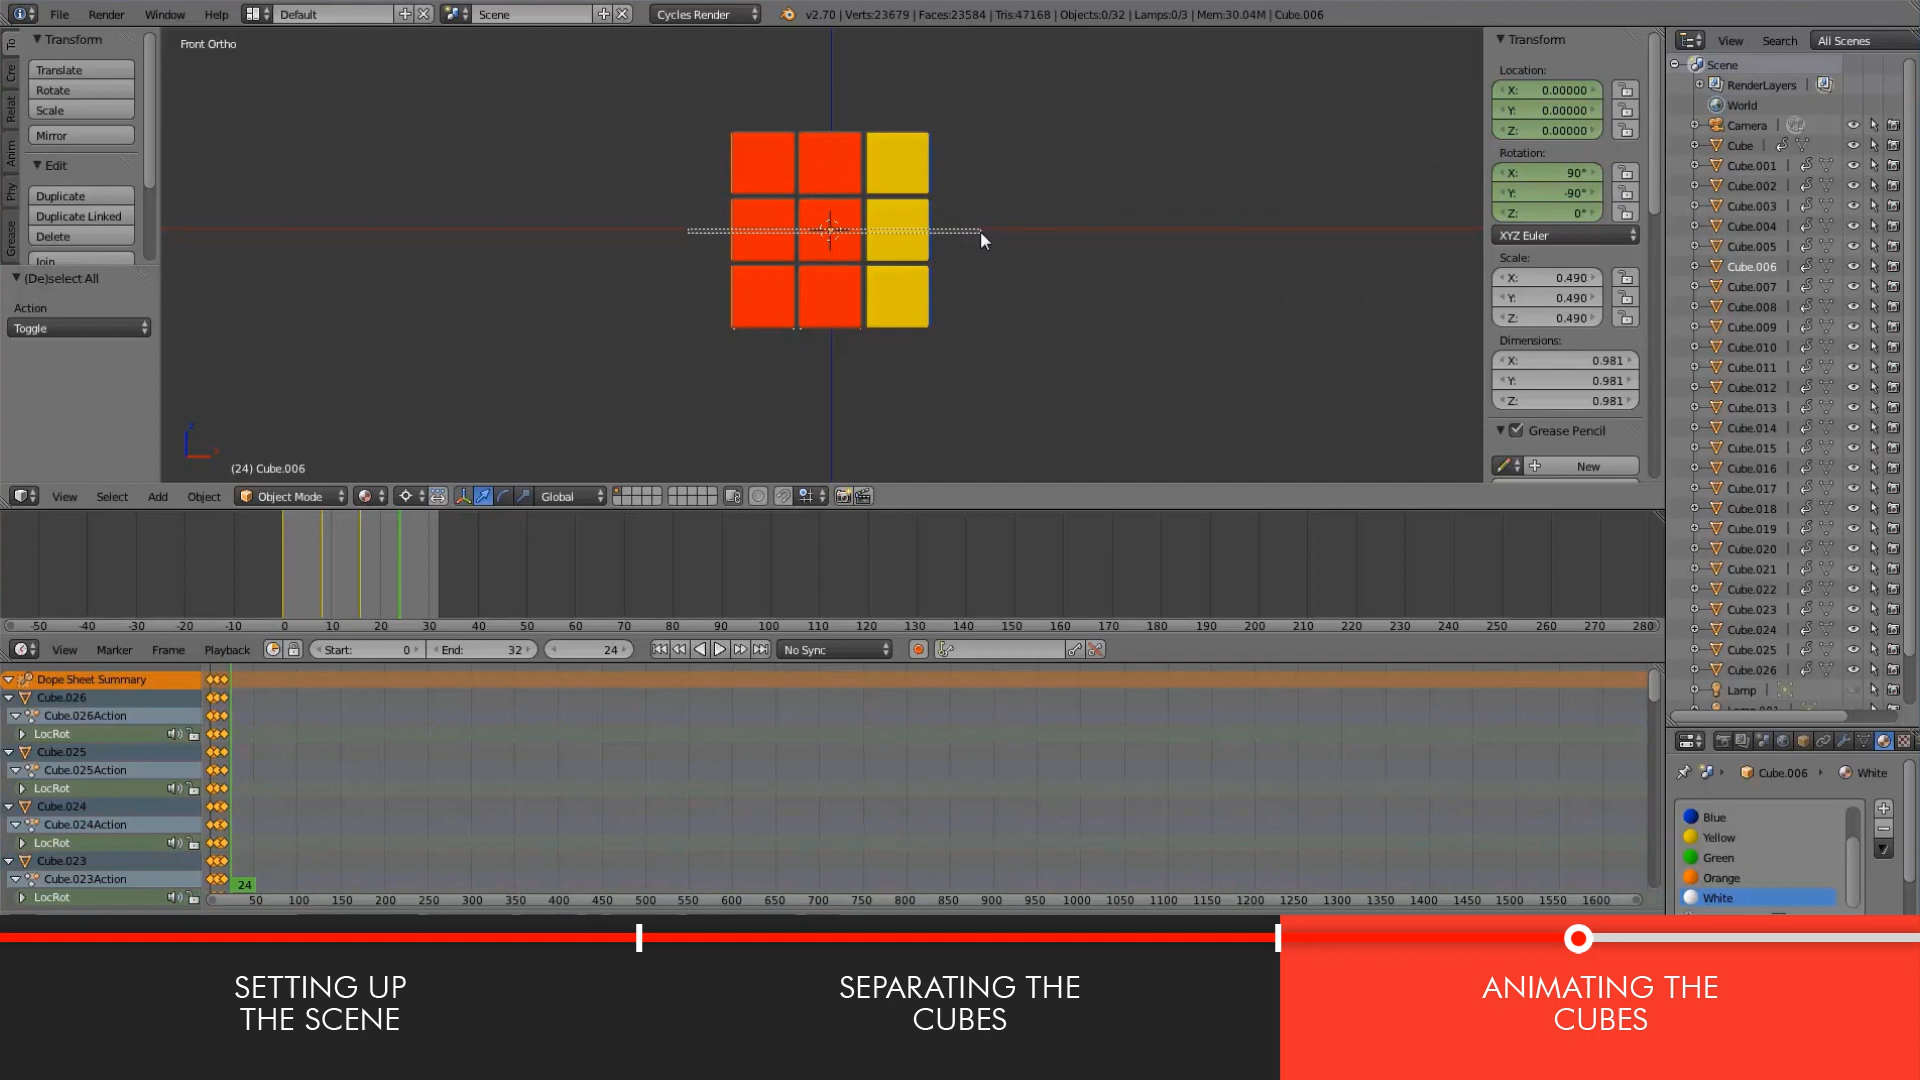 File Render Window Help Default Scene Cycles Render v2.70 | Verts:23679 | Faces:23584 | Tris:47168 | Objects:0/32 | Lamps:0/3 | Mem:30.04M | Cube.006
To
Cre
Relat
Anim
Phy
Grease
Transform
Translate
Rotate
Scale
Mirror
Edit
Duplicate
Duplicate Linked
Delete
Join
(De)select All
Action
Toggle
Front Ortho
z
(24) Cube.006
Transform
Location:
X: 0.00000
Y: 0.00000
Z: 0.00000
Rotation:
X: 90°
Y: -90°
Z: 0°
XYZ Euler
Scale:
X: 0.490
Y: 0.490
Z: 0.490
Dimensions:
X: 0.981
Y: 0.981
Z: 0.981
Grease Pencil
New
View Search All Scenes
Scene
RenderLayers |
World
Camera |
Cube |
Cube.001 |
Cube.002 |
Cube.003 |
Cube.004 |
Cube.005 |
Cube.006 |
Cube.007 |
Cube.008 |
Cube.009 |
Cube.010 |
Cube.011 |
Cube.012 |
Cube.013 |
Cube.014 |
Cube.015 |
Cube.016 |
Cube.017 |
Cube.018 |
Cube.019 |
Cube.020 |
Cube.021 |
Cube.022 |
Cube.023 |
Cube.024 |
Cube.025 |
Cube.026 |
Lamp |
Lamp.001
View Select Add Object Object Mode Global
-50 -40 -30 -20 -10 0 10 20 30 40 50 60 70 80 90 100 110 120 130 140 150 160 170 180 190 200 210 220 230 240 250 260 270 280
View Marker Frame Playback Start: 0 End: 32 24 No Sync
Dope Sheet Summary
Cube.026
Cube.026Action
LocRot
Cube.025
Cube.025Action
LocRot
Cube.024
Cube.024Action
LocRot
Cube.023
Cube.023Action
LocRot
24
50 100 150 200 250 300 350 400 450 500 550 600 650 700 750 800 850 900 950 1000 1050 1100 1150 1200 1250 1300 1350 1400 1450 1500 1550 1600
Cube.006 White
Blue
Yellow
Green
Orange
White
SETTING UP
THE SCENE
SEPARATING THE
CUBES
ANIMATING THE
CUBES